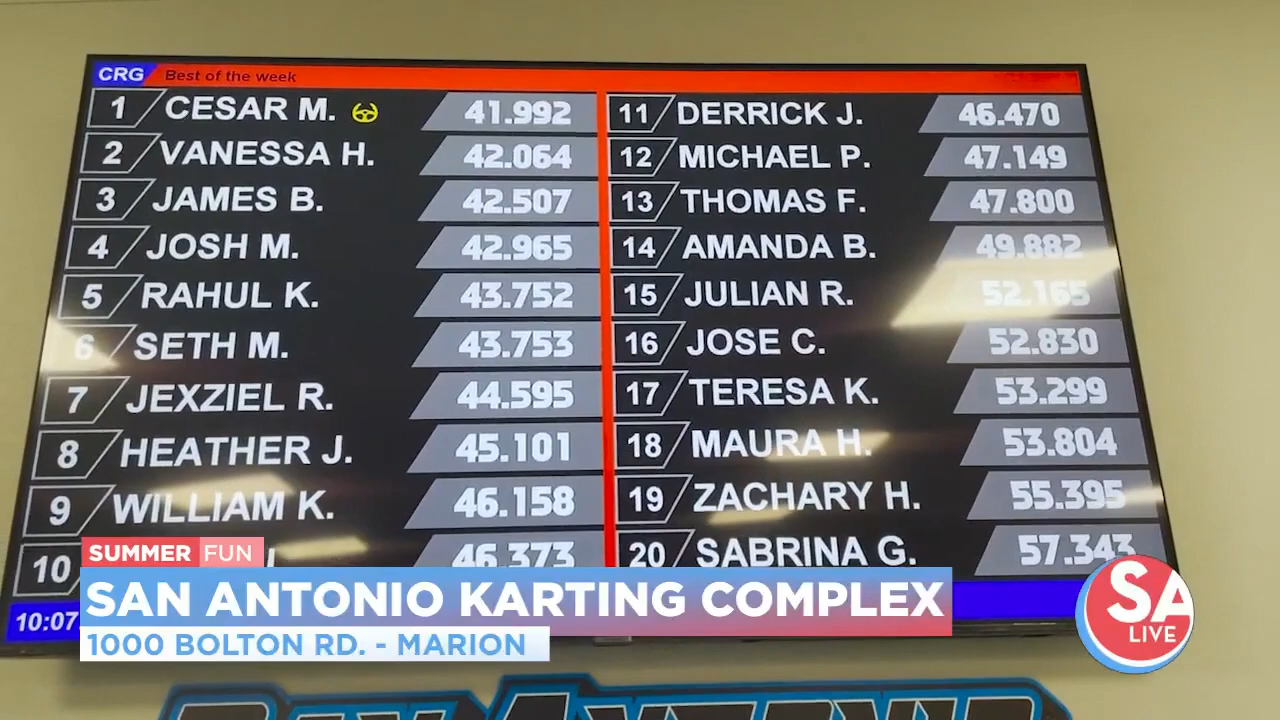 CRG Best of the week
1 CESAR M. 41.992
2 VANESSA H. 42.064
3 JAMES B. 42.507
4 JOSH M. 42.965
5 RAHUL K. 43.752
6 SETH M. 43.753
7 JEXZIEL R. 44.595
8 HEATHER J. 45.101
9 WILLIAM K. 46.158
10 46.373
11 DERRICK J. 46.470
12 MICHAEL P. 47.149
13 THOMAS F. 47.800
14 AMANDA B. 49.882
15 JULIAN R. 52.165
16 JOSE C. 52.830
17 TERESA K. 53.299
18 MAURA H. 53.804
19 ZACHARY H. 55.395
20 SABRINA G. 57.343
10:07
SUMMER FUN
SAN ANTONIO KARTING COMPLEX
1000 BOLTON RD. - MARION
SA
LIVE
SAN ANTONIO